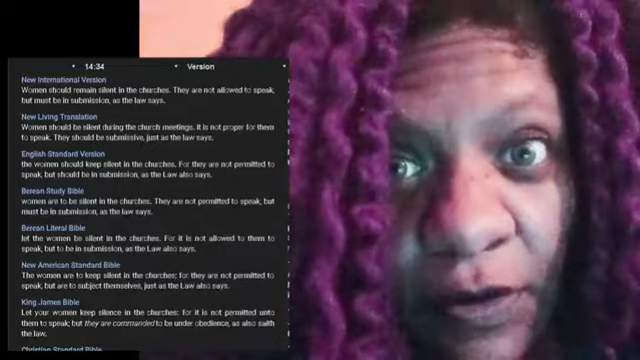 14:34
Version
New International Version
Women should remain silent in the churches. They are not allowed to speak,
but must be in submission, as the law says.
New Living Translation
Women should be silent during the church meetings. It is not proper for them
to speak. They should be submissive, just as the law says.
English Standard Version
the women should keep silent in the churches. For they are not permitted to
speak, but should be in submission, as the Law also says.
Berean Study Bible
women are to be silent in the churches. They are not permitted to speak, but
must be in submission, as the law says.
Berean Literal Bible
let the women be silent in the churches. For it is not allowed to them to
speak, but to be in submission, as the Law also says.
New American Standard Bible
The women are to keep silent in the churches; for they are not permitted to
speak, but are to subject themselves, just as the Law also says.
King James Bible
Let your women keep silence in the churches: for it is not permitted unto
them to speak; but they are commanded to be under obedience, as also saith
the law.
Christian Standard Bible